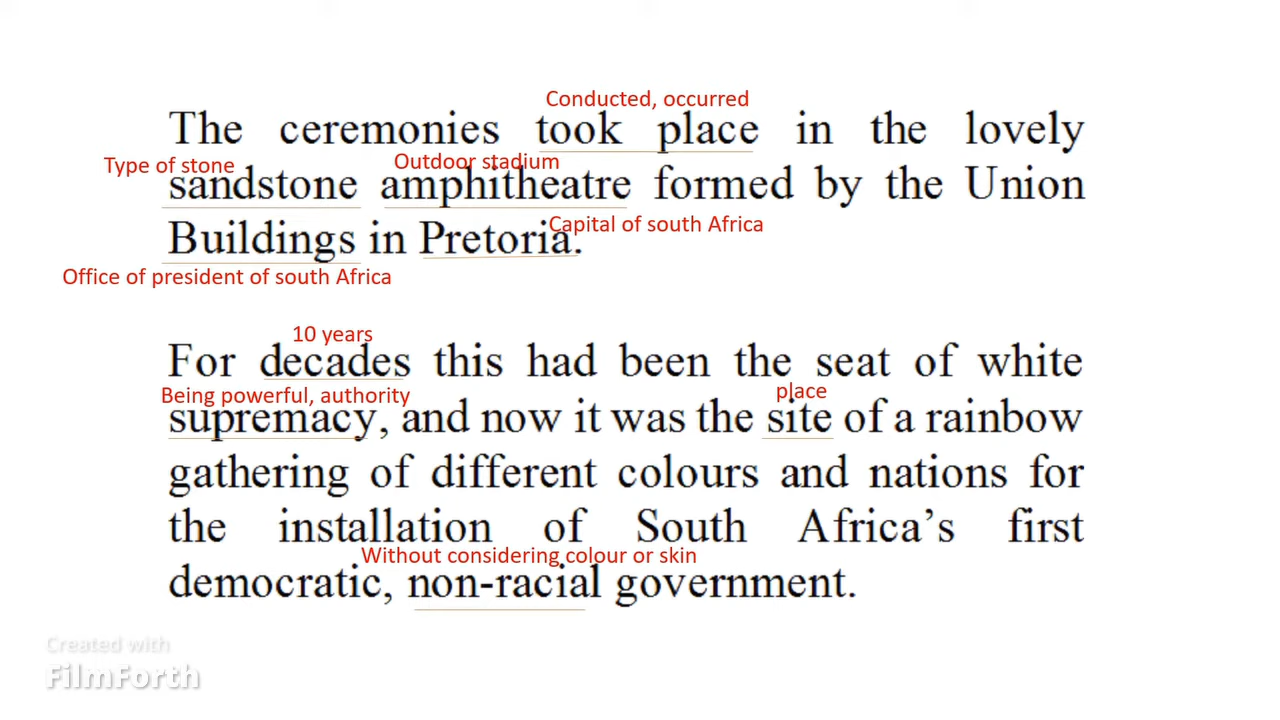 Conducted, occurred
The ceremonies took place in the lovely
Type of stone Outdoor stadium
sandstone amphitheatre formed by the Union
Capital of south Africa
Buildings in Pretoria.
Office of president of south Africa
10 years
For decades this had been the seat of white
Being powerful, authority place
supremacy, and now it was the site of a rainbow
gathering of different colours and nations for
the installation of South Africa’s first
Without considering colour or skin
democratic, non-racial government.
Created with
FilmForth